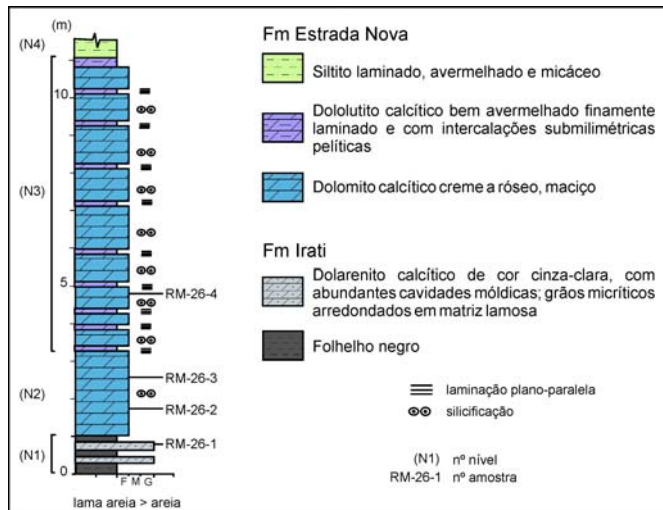 (m)
(N4)
10
(N3)
5
RM-26-4
RM-26-3
(N2)
RM-26-2
RM-26-1
(N1)
0
F M G
lama areia > areia
Fm Estrada Nova
Siltito laminado, avermelhado e micáceo
Dololutito calcítico bem avermelhado finamente
laminado e com intercalações submilimétricas
pelíticas
Dolomito calcítico creme a róseo, maciço
Fm Irati
Dolarenito calcítico de cor cinza-clara, com
abundantes cavidades móldicas; grãos micríticos
arredondados em matriz lamosa
Folhelho negro
laminação plano-paralela
silicificação
(N1) nº nível
RM-26-1 nº amostra